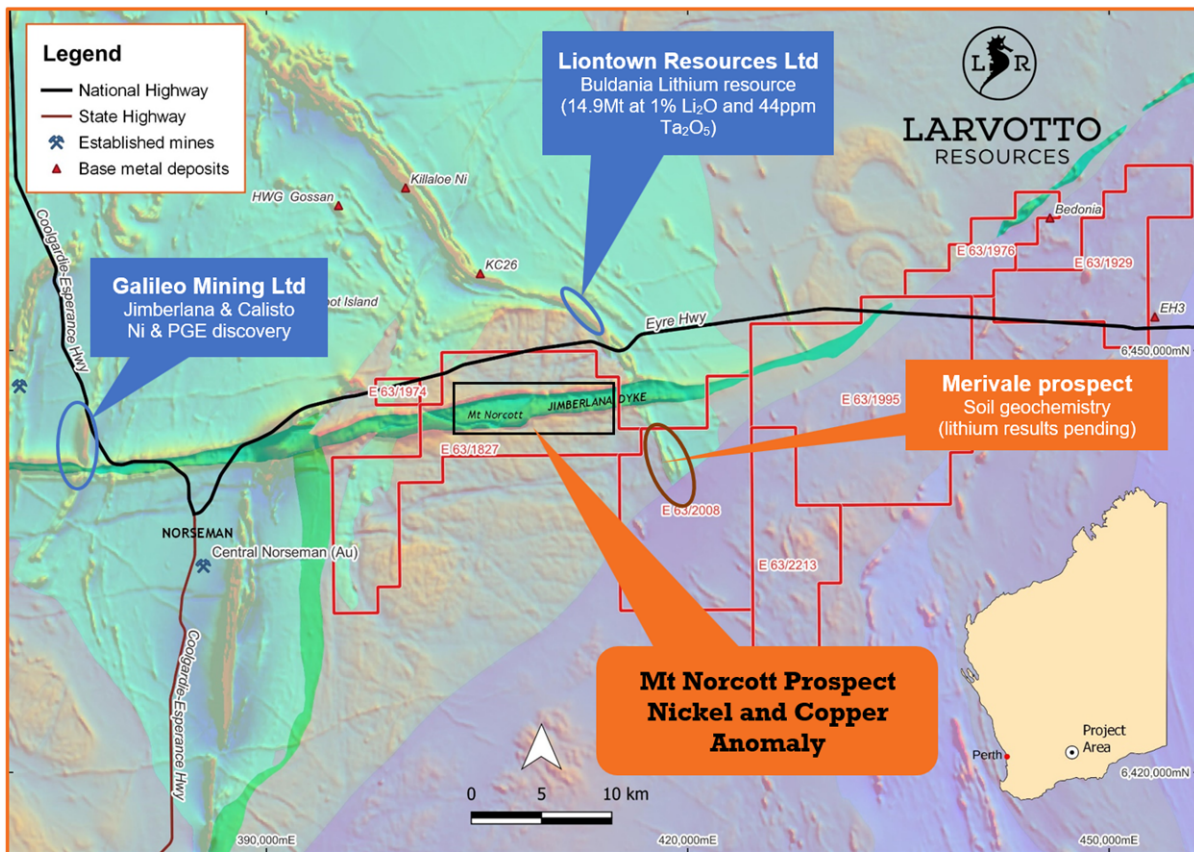 Legend
National Highway
State Highway
Established mines
Base metal deposits
Liontown Resources Ltd
Buldania Lithium resource
(14.9Mt at 1% Li₂O and 44ppm
Ta₂O₅)
L R
LARVOTTO
RESOURCES
Killaloe Ni
HWG Gossan
KC26
Bedonia
E 63/1976
E 63/1929
EH3
Coolgardie-Esperance Hwy
Galileo Mining Ltd
Jimberlana & Calisto
Ni & PGE discovery
Island
Eyre Hwy
6,450,000mN
E 63/1974
Mt Norcott
JIMBERLANA DYKE
E 63/1995
Merivale prospect
Soil geochemistry
(lithium results pending)
E 63/1827
E 63/2008
NORSEMAN
Central Norseman (Au)
E 63/2213
Coolgardie-Esperance Hwy
Mt Norcott Prospect
Nickel and Copper
Anomaly
Perth
Project
Area
6,420,000mN
0 5 10 km
390,000mE
420,000mE
450,000mE